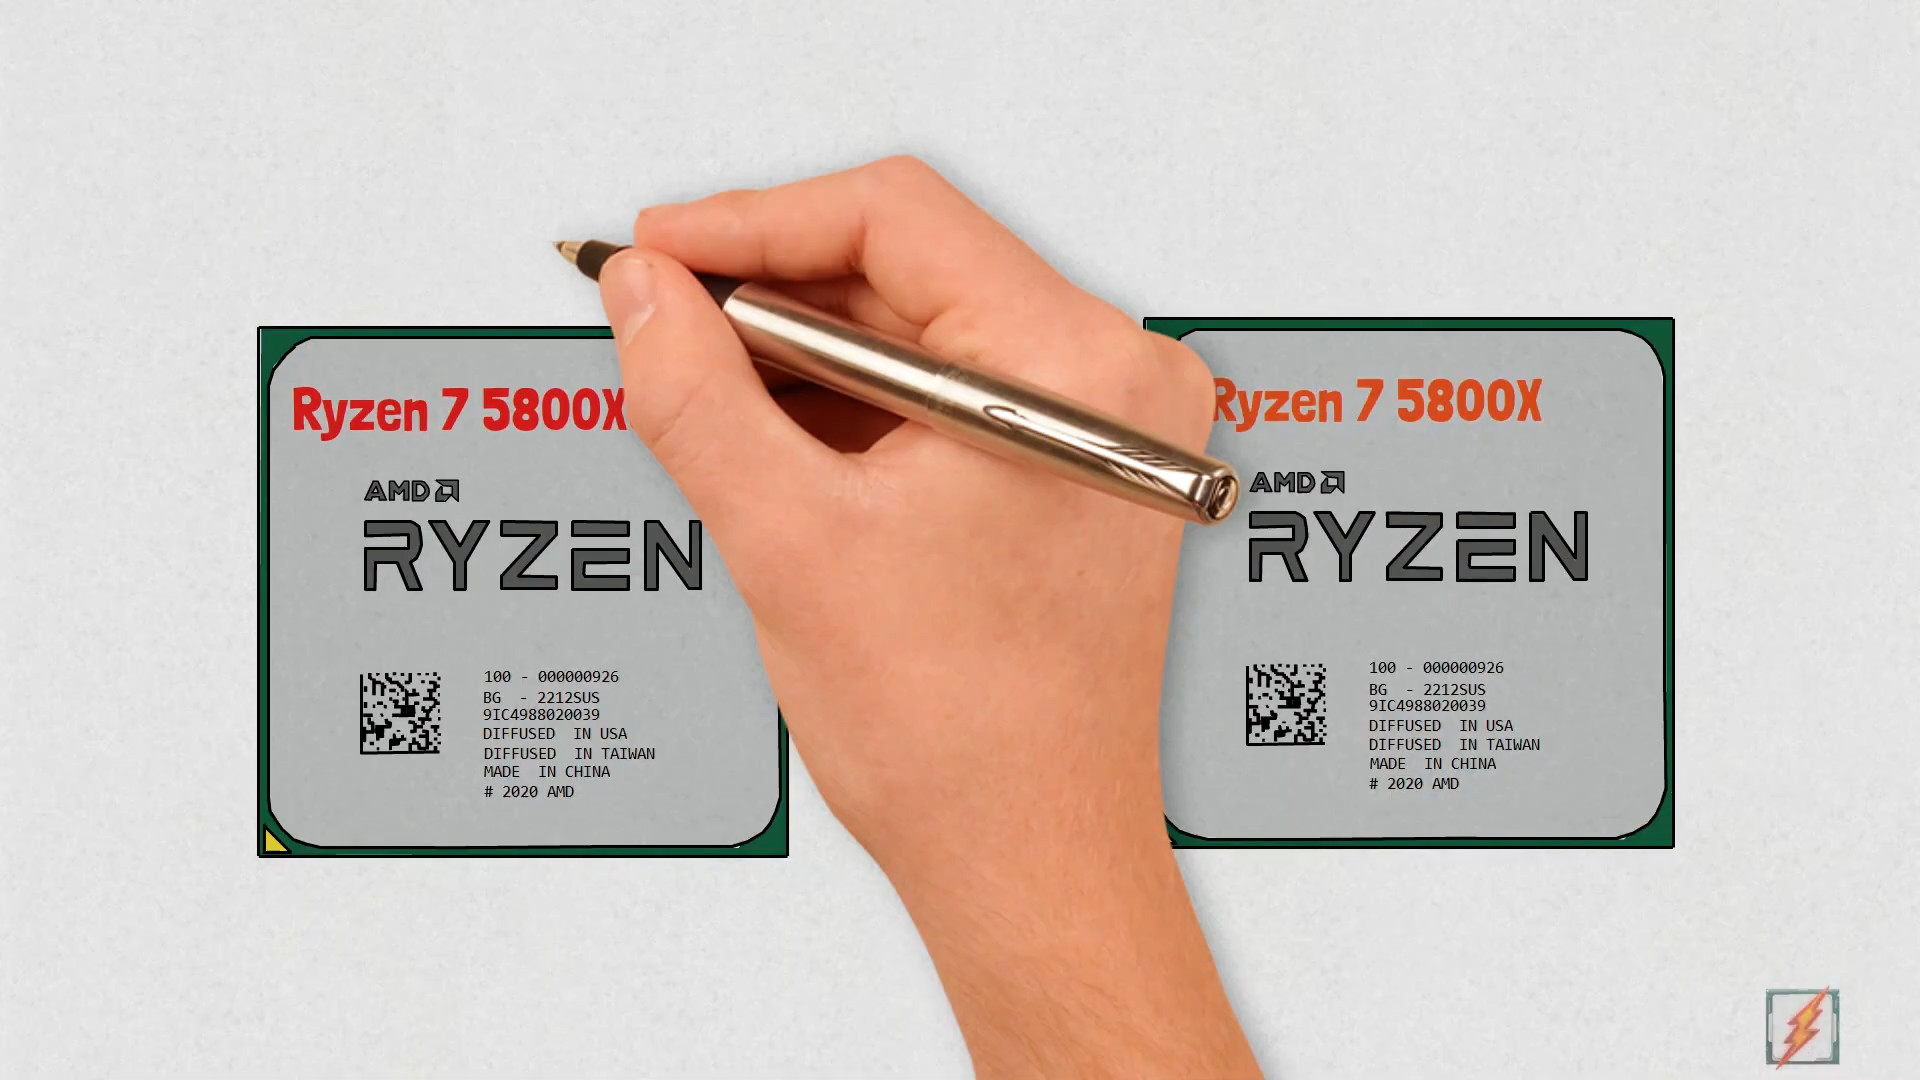 Ryzen 7 5800X
AMD
RYZEN
100 - 000000926
BG - 2212SUS
9IC4988020039
DIFFUSED IN USA
DIFFUSED IN TAIWAN
MADE IN CHINA
# 2020 AMD
Ryzen 7 5800X
AMD
RYZEN
100 - 000000926
BG - 2212SUS
9IC4988020039
DIFFUSED IN USA
DIFFUSED IN TAIWAN
MADE IN CHINA
# 2020 AMD